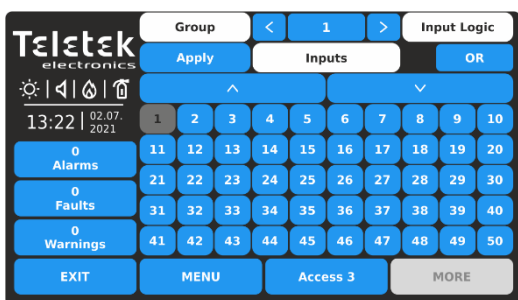 Teletek
electronics
13:22 02.07.
2021
0
Alarms
0
Faults
0
Warnings
EXIT
Group < 1 > Input Logic
Apply Inputs OR
1 2 3 4 5 6 7 8 9 10
11 12 13 14 15 16 17 18 19 20
21 22 23 24 25 26 27 28 29 30
31 32 33 34 35 36 37 38 39 40
41 42 43 44 45 46 47 48 49 50
MENU Access 3 MORE